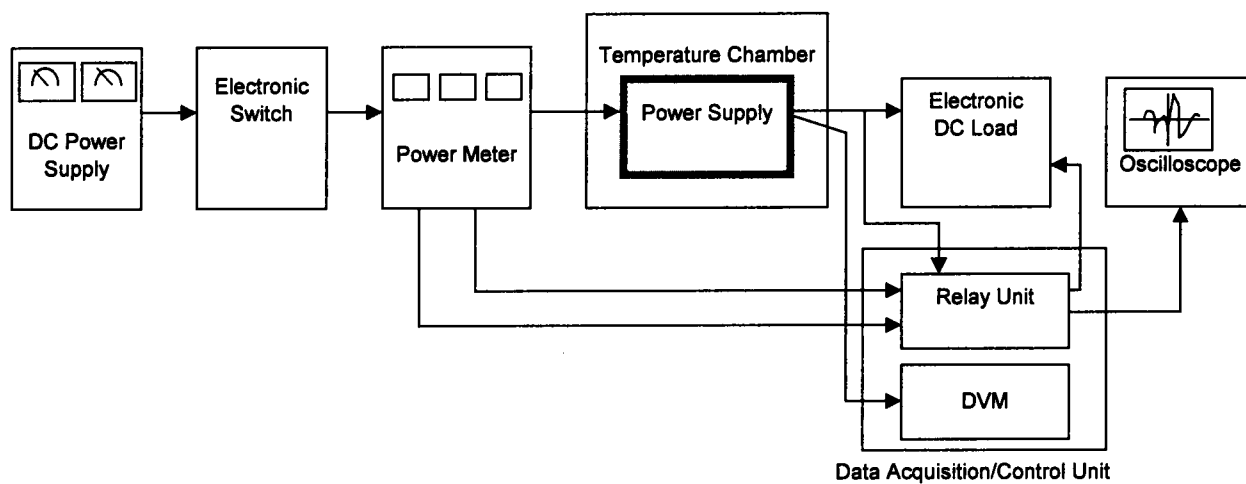 DC Power
Supply
Electronic
Switch
Power Meter
Temperature Chamber
Power Supply
Electronic
DC Load
Oscilloscope
Relay Unit
DVM
Data Acquisition/Control Unit